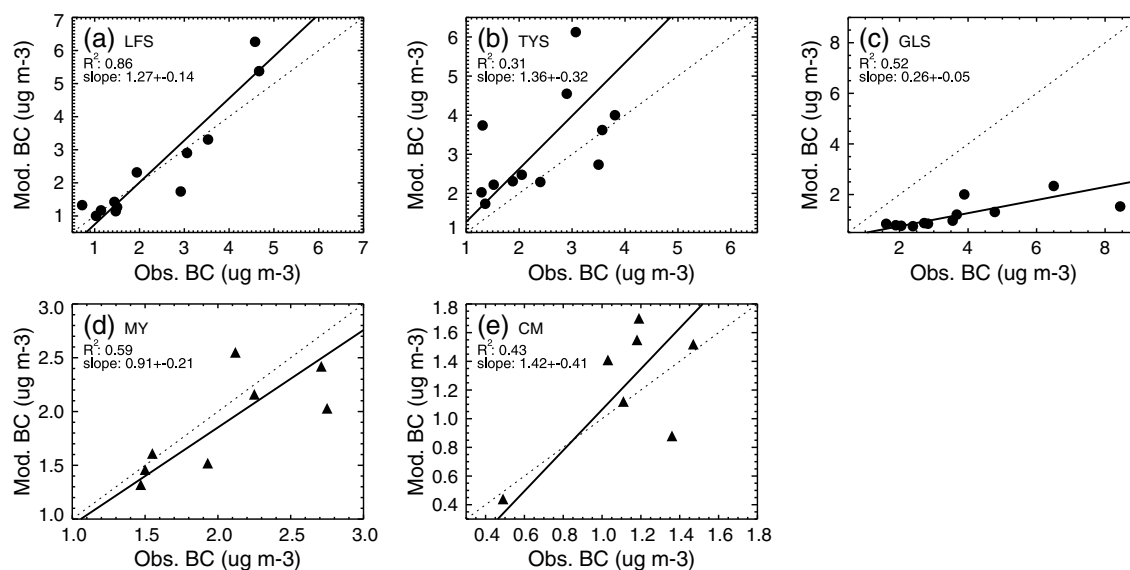 (a) LFS
R²: 0.86
slope: 1.27+-0.14
Mod. BC (ug m-3)
7
6
5
4
3
2
1
1 2 3 4 5 6 7
Obs. BC (ug m-3)
(b) TYS
R²: 0.31
slope: 1.36+-0.32
Mod. BC (ug m-3)
6
5
4
3
2
1
1 2 3 4 5 6
Obs. BC (ug m-3)
(c) GLS
R²: 0.52
slope: 0.26+-0.05
Mod. BC (ug m-3)
8
6
4
2
2 4 6 8
Obs. BC (ug m-3)
(d) MY
R²: 0.59
slope: 0.91+-0.21
Mod. BC (ug m-3)
3.0
2.5
2.0
1.5
1.0
1.0 1.5 2.0 2.5 3.0
Obs. BC (ug m-3)
(e) CM
R²: 0.43
slope: 1.42+-0.41
Mod. BC (ug m-3)
1.8
1.6
1.4
1.2
1.0
0.8
0.6
0.4
0.4 0.6 0.8 1.0 1.2 1.4 1.6 1.8
Obs. BC (ug m-3)